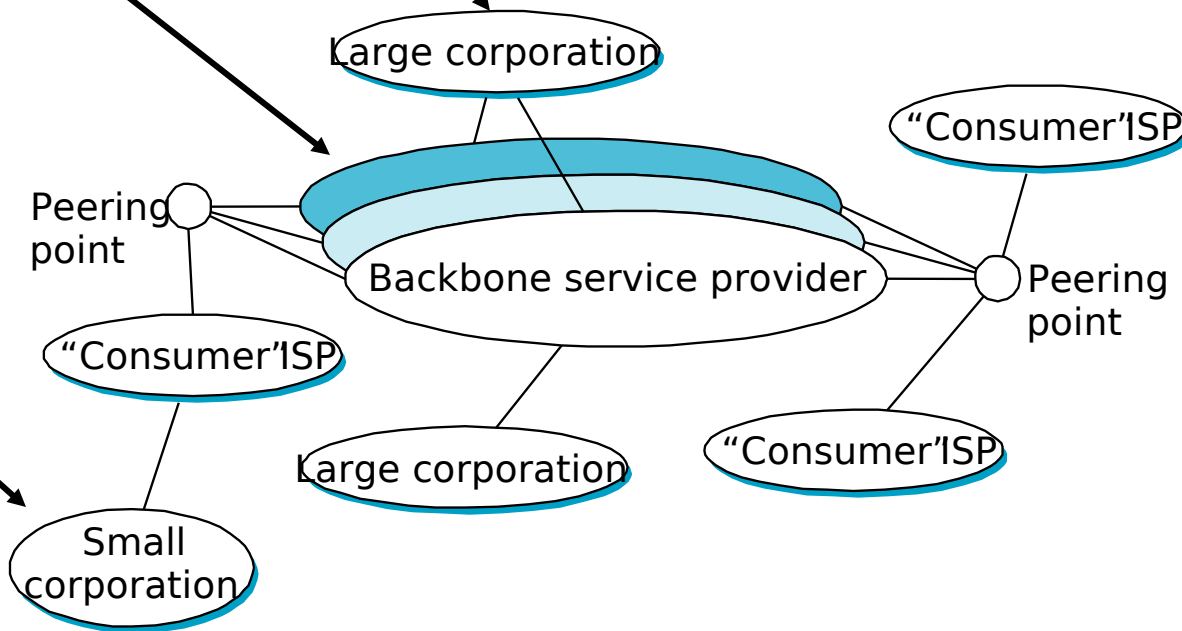 Large corporation
“Consumer”ISP
Peering
point
Backbone service provider
Peering
point
“Consumer”ISP
Large corporation
“Consumer”ISP
Small
corporation